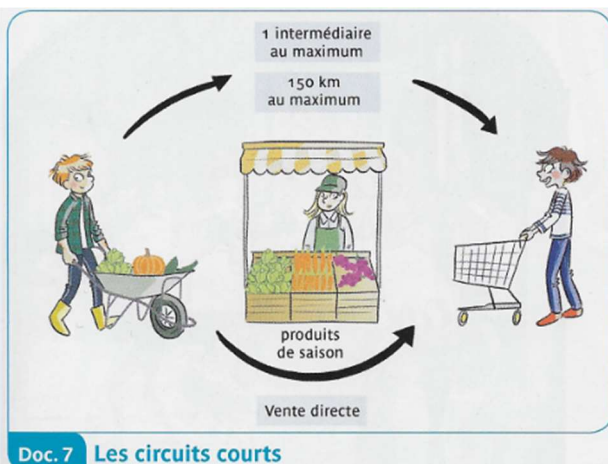 1 intermédiaire
au maximum
150 km
au maximum
produits
de saison
Vente directe
Doc. 7 Les circuits courts